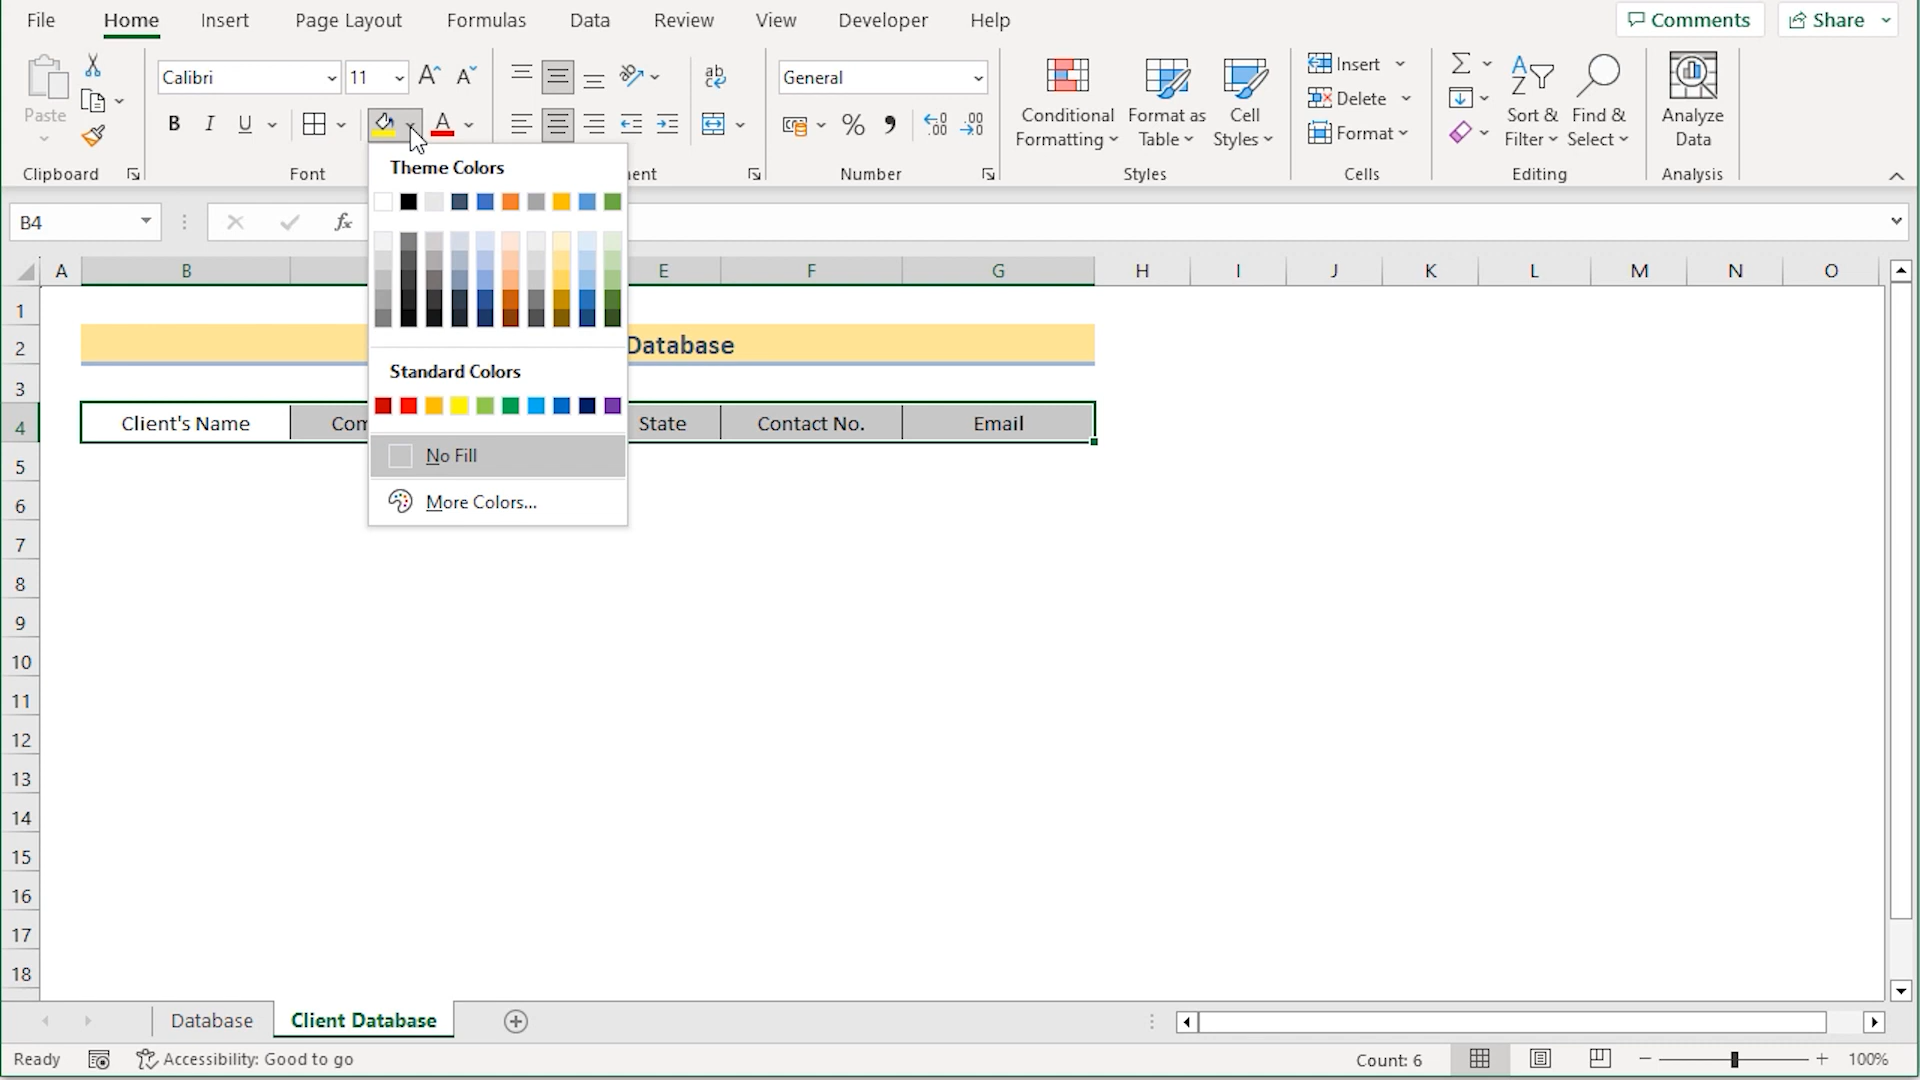 File Home Insert Page Layout Formulas Data Review View Developer Help Comments Share
Paste
Calibri 11
B I U A
ab
General
% 9
Conditional Formatting
Format as Table
Cell Styles
Insert
Delete
Format
Sort & Filter
Find & Select
Analyze Data
Clipboard Font Number Styles Cells Editing Analysis
B4 fx
Theme Colors
Standard Colors
No Fill
More Colors...
A B E F G H I J K L M N O
1
2 Database
3
4 Client's Name State Contact No. Email
5
6
7
8
9
10
11
12
13
14
15
16
17
18
Database Client Database
Ready Accessibility: Good to go Count: 6 100%